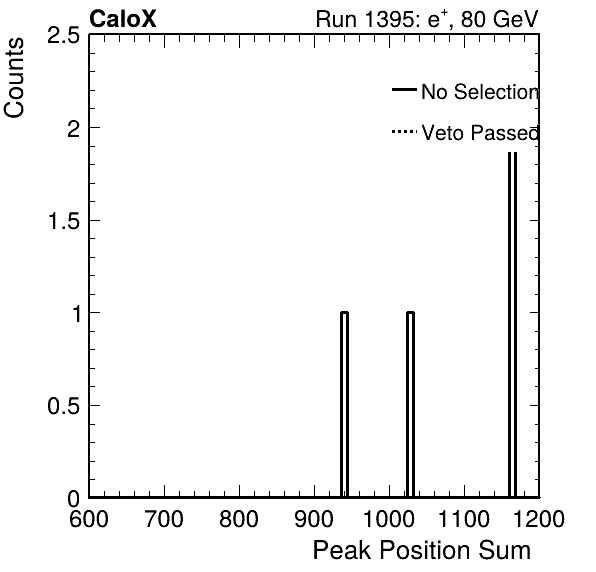 CaloX Run 1395: e⁺, 80 GeV
Counts
2.5
2
1.5
1
0.5
0
No Selection
Veto Passed
600 700 800 900 1000 1100 1200
Peak Position Sum